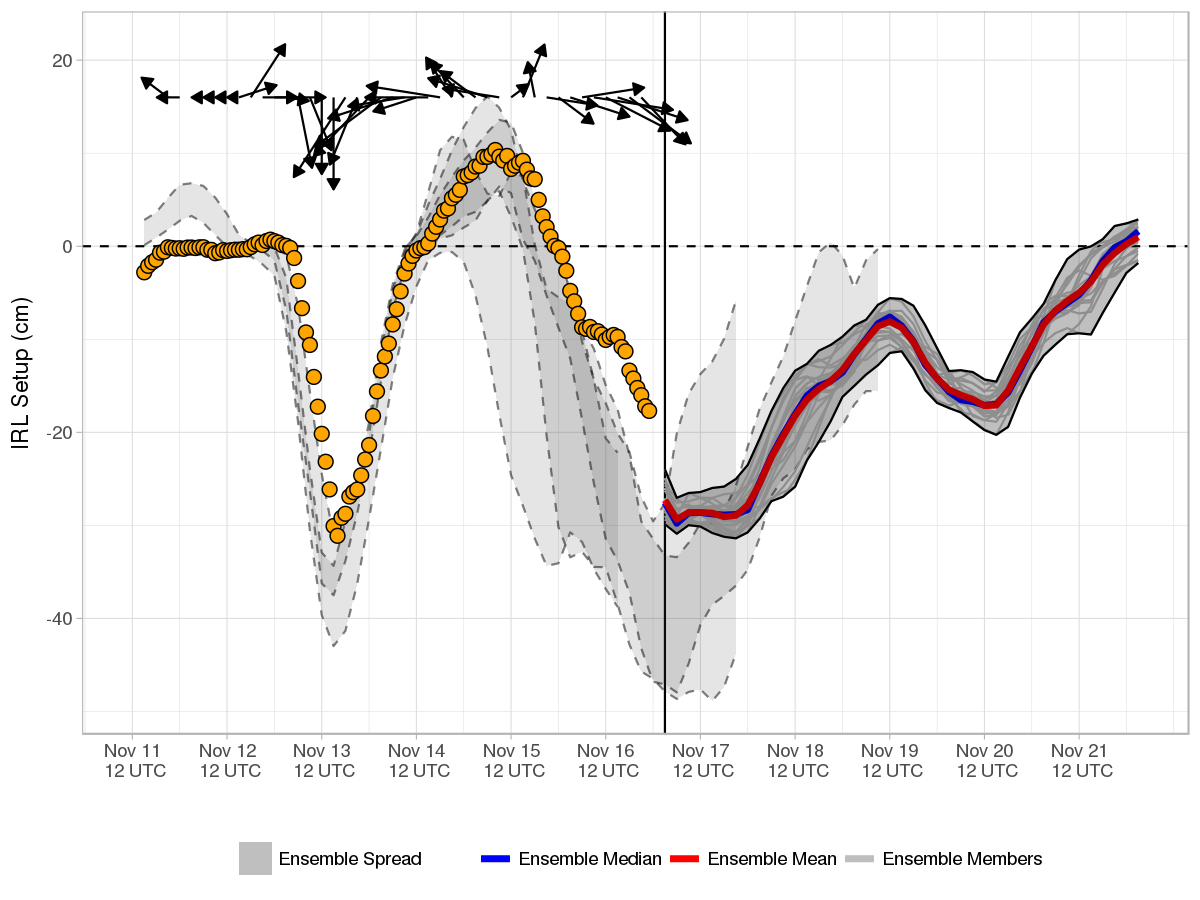 IRL Setup (cm)
20
0
-20
-40
Nov 11 Nov 12 Nov 13 Nov 14 Nov 15 Nov 16 Nov 17 Nov 18 Nov 19 Nov 20 Nov 21
12 UTC 12 UTC 12 UTC 12 UTC 12 UTC 12 UTC 12 UTC 12 UTC 12 UTC 12 UTC 12 UTC
Ensemble Spread Ensemble Median Ensemble Mean Ensemble Members